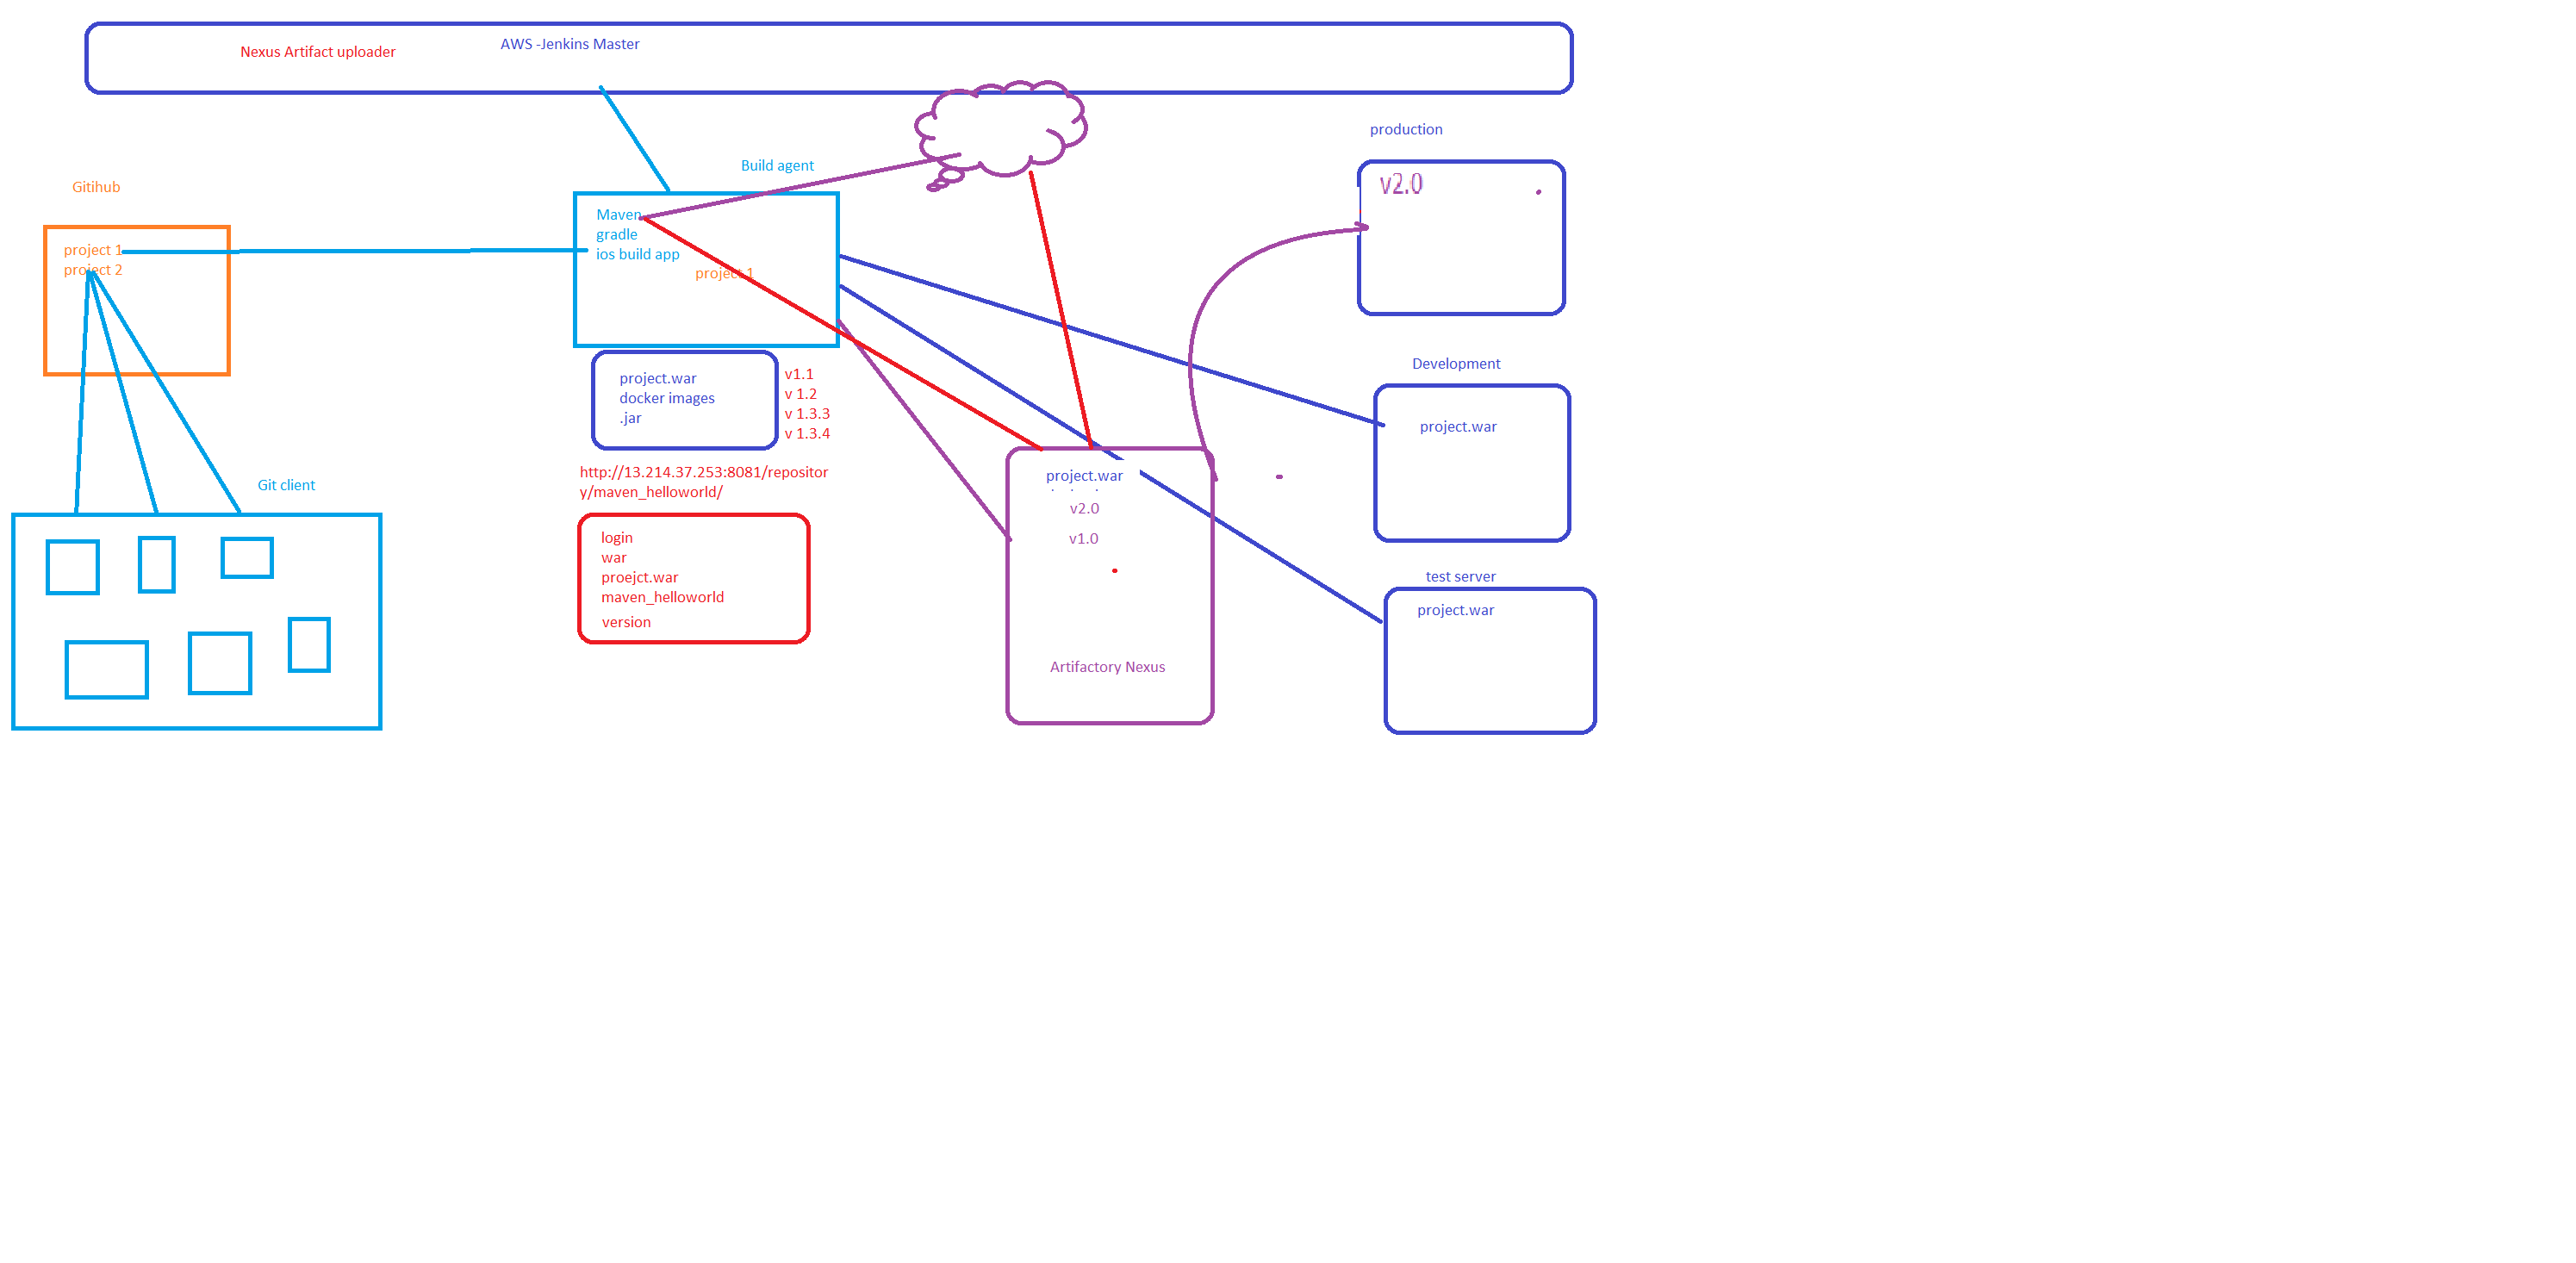 Nexus Artifact uploader
AWS -Jenkins Master
production
Build agent
Gitihub
v2.0
Maven
gradle
ios build app
project 1
project 1
project 2
Development
project.war
docker images
.jar
v1.1
v 1.2
v 1.3.3
v 1.3.4
project.war
http://13.214.37.253:8081/repositor
y/maven_helloworld/
Git client
project.war
v2.0
v1.0
login
war
proejct.war
maven_helloworld
version
test server
project.war
Artifactory Nexus